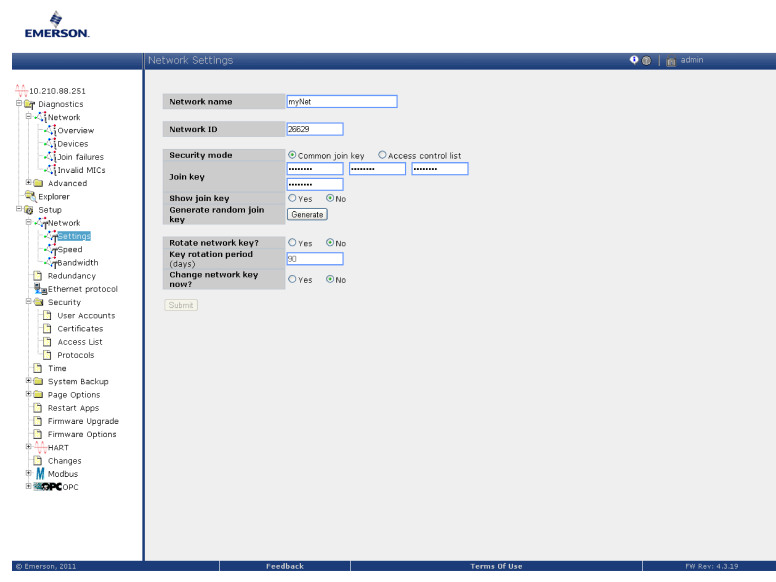 EMERSON.
Network Settings
admin
10.210.88.251
Diagnostics
Network
Overview
Devices
Join failures
Invalid MICs
Advanced
Explorer
Setup
Network
Settings
Speed
Bandwidth
Redundancy
Ethernet protocol
Security
User Accounts
Certificates
Access List
Protocols
Time
System Backup
Page Options
Restart Apps
Firmware Upgrade
Firmware Options
HART
Changes
M Modbus
OPC OPC
Network name myNet
Network ID 26629
Security mode Common join key Access control list
Join key •••••••• •••••••• ••••••••
••••••••
Show join key Yes No
Generate random join key Generate
Rotate network key? Yes No
Key rotation period (days) 90
Change network key now? Yes No
Submit
© Emerson, 2011 Feedback Terms Of Use FW Rev: 4.3.19